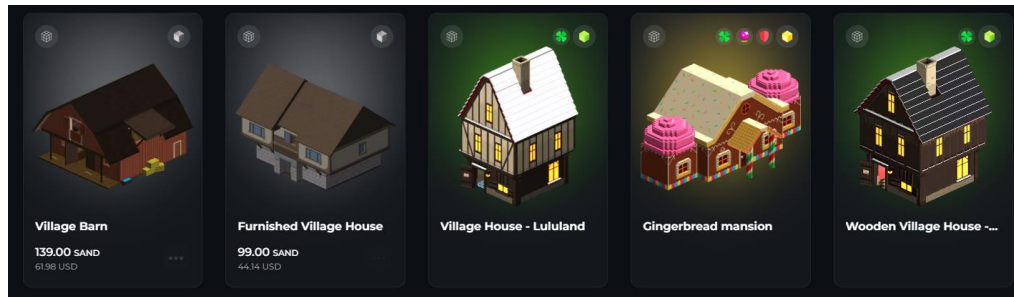 Village Barn
139.00 SAND
61.98 USD
Furnished Village House
99.00 SAND
44.14 USD
Village House - Lululand
Gingerbread mansion
Wooden Village House -...